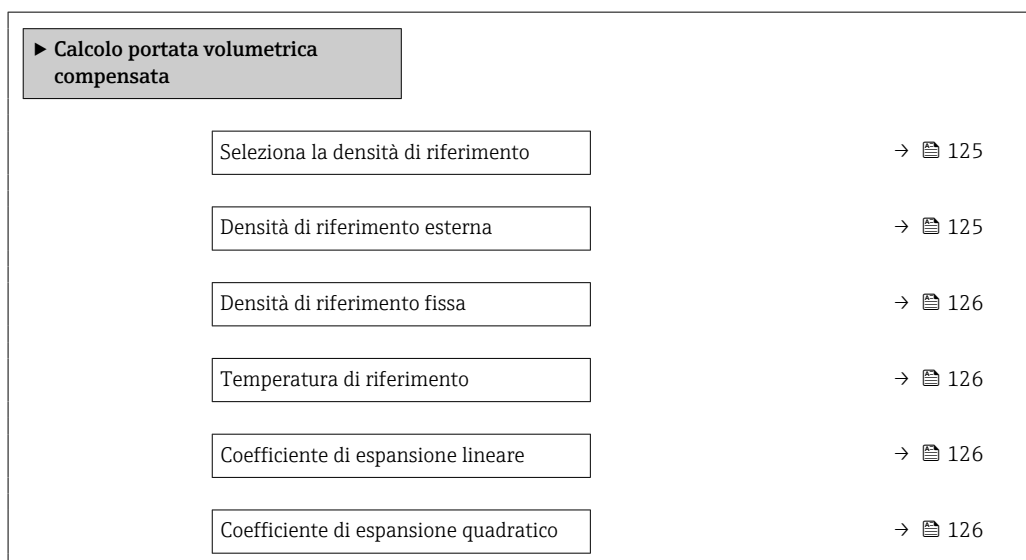 ▶ Calcolo portata volumetrica
compensata
Seleziona la densità di riferimento → 125
Densità di riferimento esterna → 125
Densità di riferimento fissa → 126
Temperatura di riferimento → 126
Coefficiente di espansione lineare → 126
Coefficiente di espansione quadratico → 126